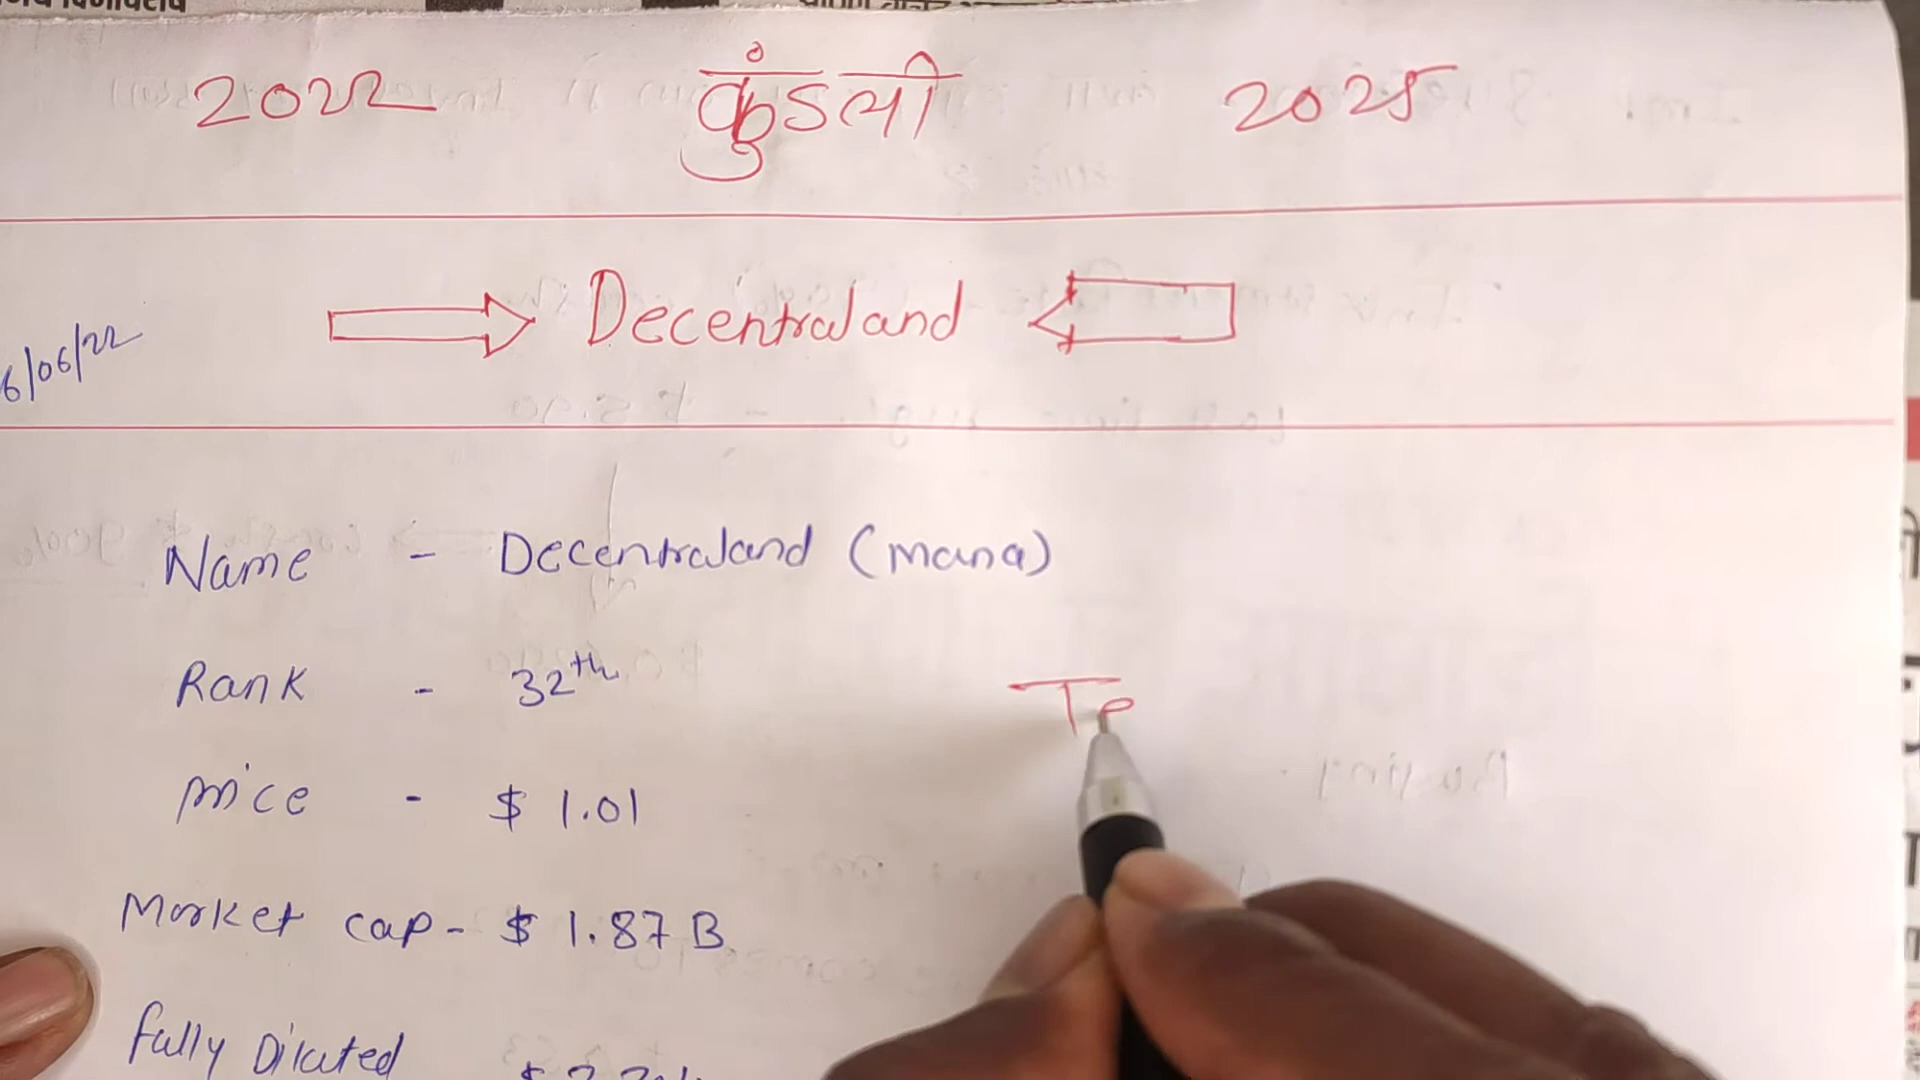 2022 कुंडली 2025
Decentraland
6/06/22
Name - Decentraland (mana)
Rank - 32th
price - $ 1.01
Te
Market cap - $ 1.87 B
Fully Diluted